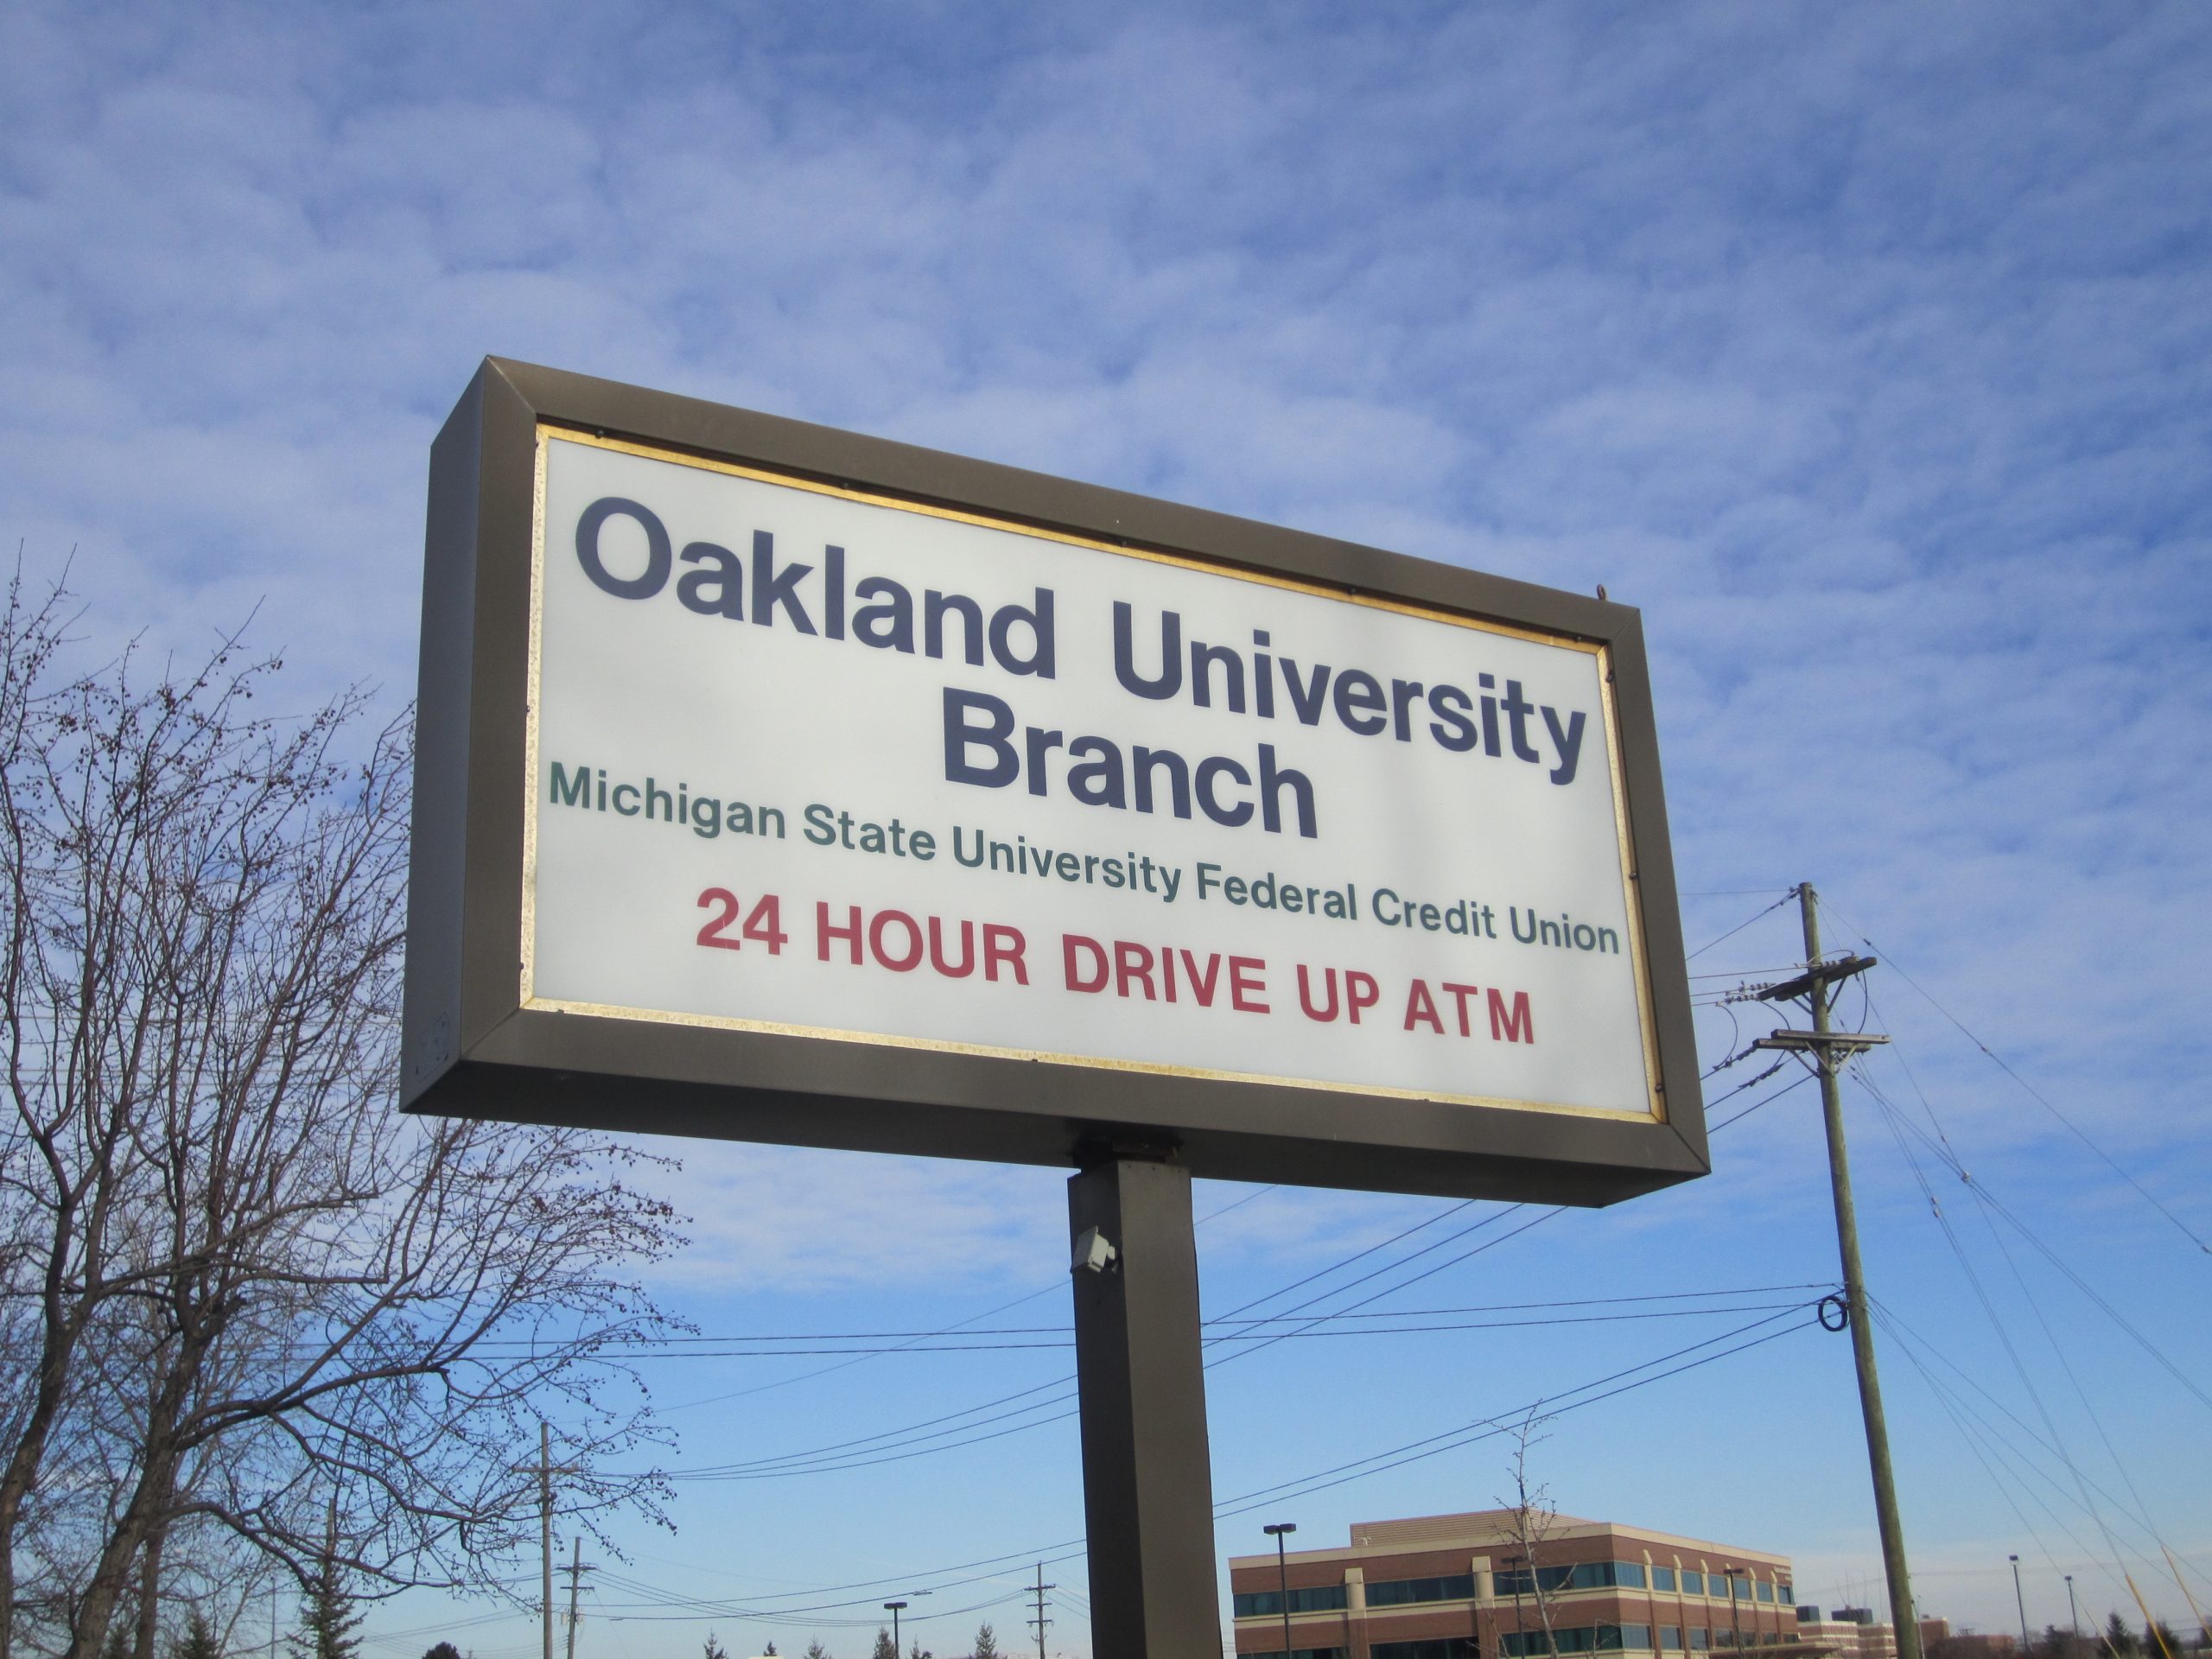 Oakland University
Branch
Michigan State University Federal Credit Union
24 HOUR DRIVE UP ATM